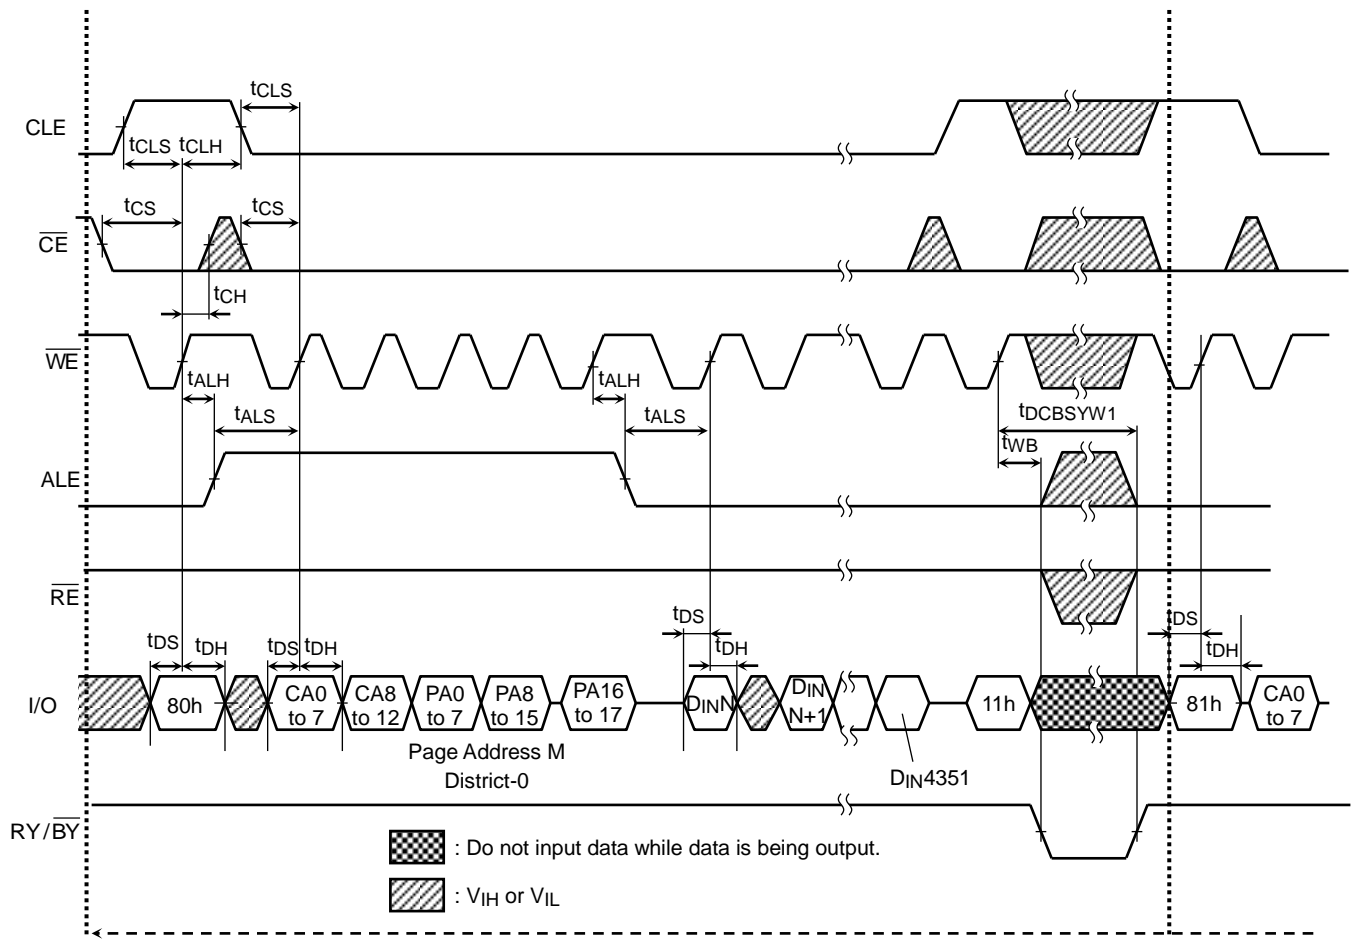 tCLS
CLE
tCLS tCLH
tCS tCS
CE
tCH
WE
tALH tALH
tALS tALS
tDCBSYW1
tWB
ALE
RE
tDS tDH tDS tDH tDS tDH tDS tDH
I/O
80h
CA0 to 7
CA8 to 12
PA0 to 7
PA8 to 15
PA16 to 17
DINN
DIN N+1
11h
81h
CA0 to 7
Page Address M
District-0
DIN4351
RY/BY
: Do not input data while data is being output.
: VIH or VIL